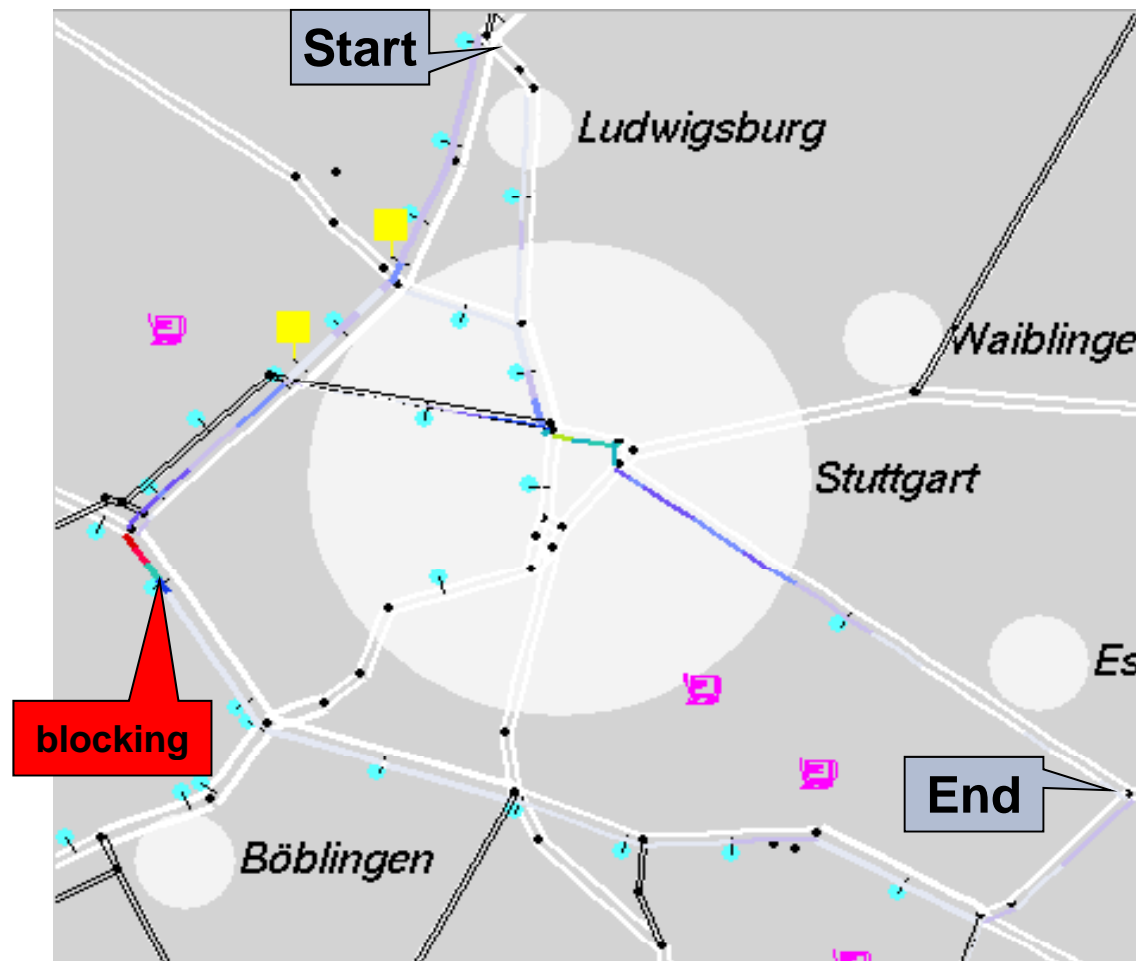 Start
Ludwigsburg
Waiblinge
Stuttgart
Es
blocking
End
Böblingen